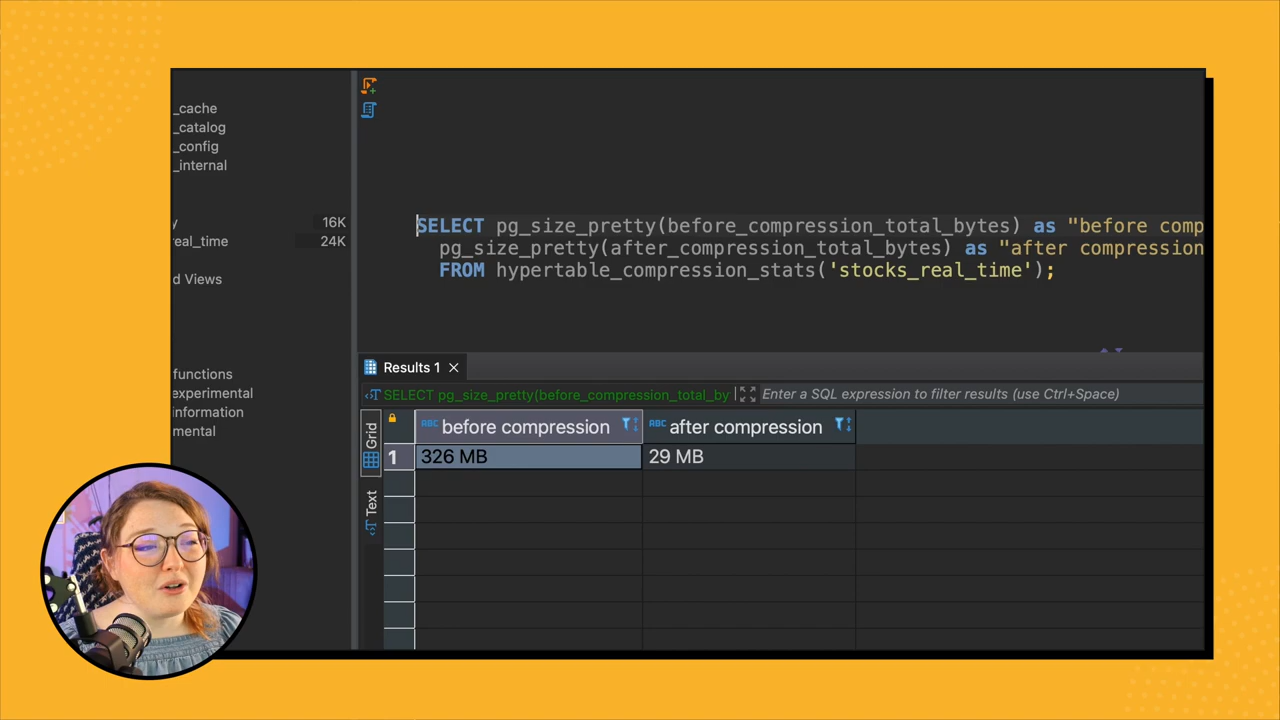 _cache
_catalog
_config
_internal
y 16K
real_time 24K
d Views
functions
experimental
information
mental
SELECT pg_size_pretty(before_compression_total_bytes) as "before comp
pg_size_pretty(after_compression_total_bytes) as "after compression
FROM hypertable_compression_stats('stocks_real_time');
Results 1
SELECT pg_size_pretty(before_compression_total_by
Enter a SQL expression to filter results (use Ctrl+Space)
Grid
Text
ABC before compression
ABC after compression
1 326 MB 29 MB